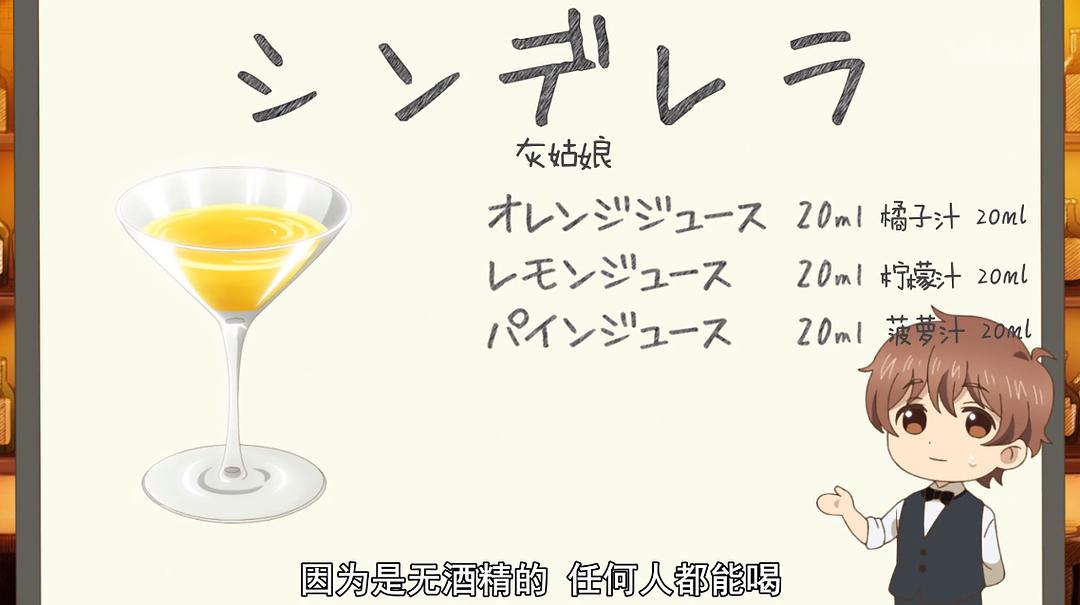 シンデレラ
灰姑娘
オレンジジュース 20ml 橘子汁 20ml
レモンジュース 20ml 柠檬汁 20ml
パインジュース 20ml 菠萝汁 20ml
因为是无酒精的 任何人都能喝